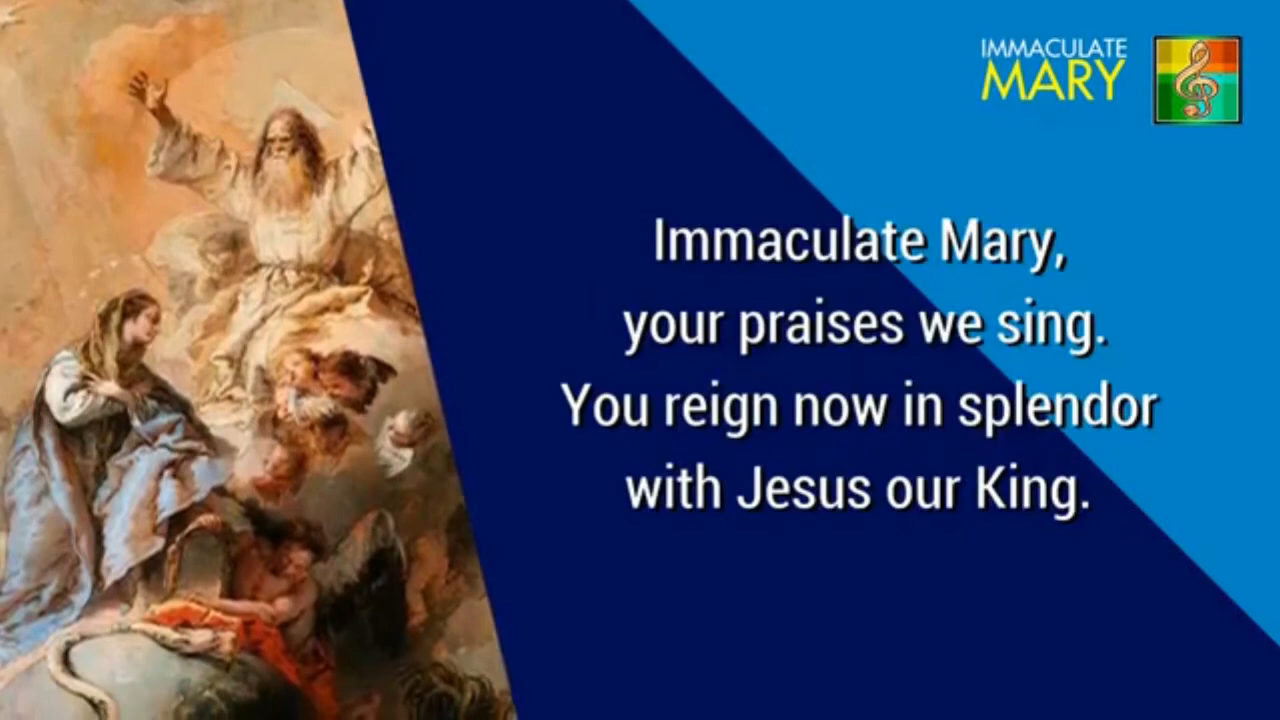 IMMACULATE
MARY
Immaculate Mary,
your praises we sing.
You reign now in splendor
with Jesus our King.